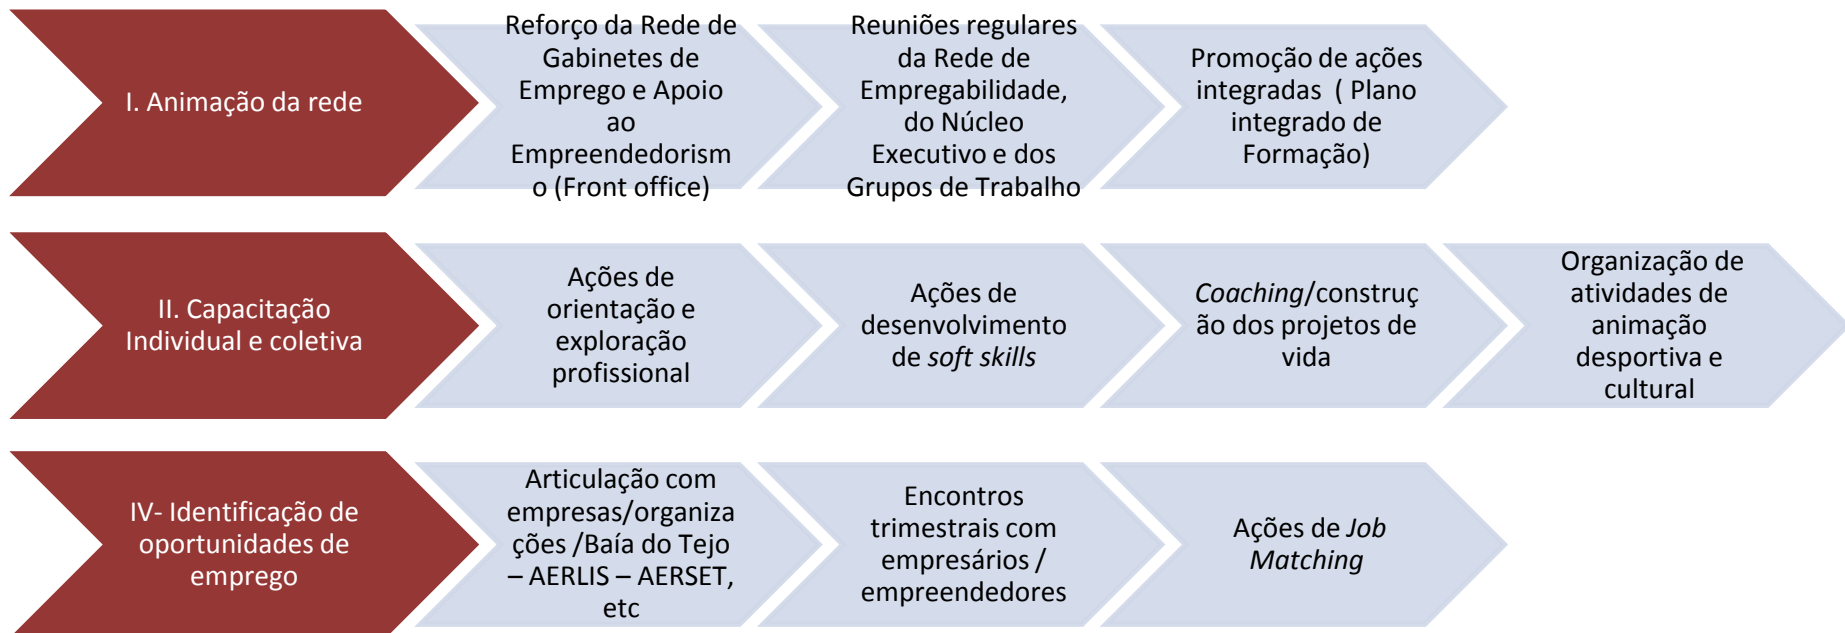 I. Animação da rede
Reforço da Rede de
Gabinetes de
Emprego e Apoio
ao
Empreendedorism
o (Front office)
Reuniões regulares
da Rede de
Empregabilidade,
do Núcleo
Executivo e dos
Grupos de Trabalho
Promoção de ações
integradas  ( Plano
integrado de
Formação)
II. Capacitação
Individual e coletiva
Ações de
orientação e
exploração
profissional
Ações de
desenvolvimento
de soft skills
Coaching/construç
ão dos projetos de
vida
Organização de
atividades de
animação
desportiva e
cultural
IV- Identificação de
oportunidades de
emprego
Articulação com
empresas/organiza
ções /Baía do Tejo
– AERLIS – AERSET,
etc
Encontros
trimestrais com
empresários /
empreendedores
Ações de Job
Matching